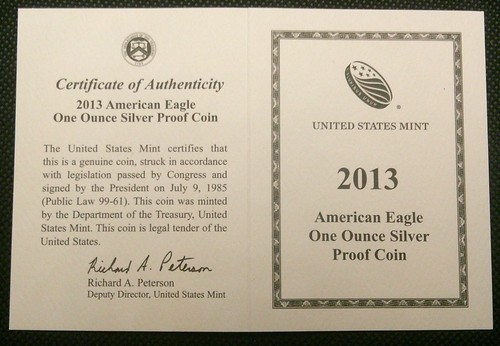 Certificate of Authenticity
2013 American Eagle
One Ounce Silver Proof Coin
The United States Mint certifies that
this is a genuine coin, struck in accordance
with legislation passed by Congress and
signed by the President on July 9, 1985
(Public Law 99-61). This coin was minted
by the Department of the Treasury, United
States Mint. This coin is legal tender of the
United States.
Richard A. Peterson
Richard A. Peterson
Deputy Director, United States Mint
®
UNITED STATES MINT
2013
American Eagle
One Ounce Silver
Proof Coin